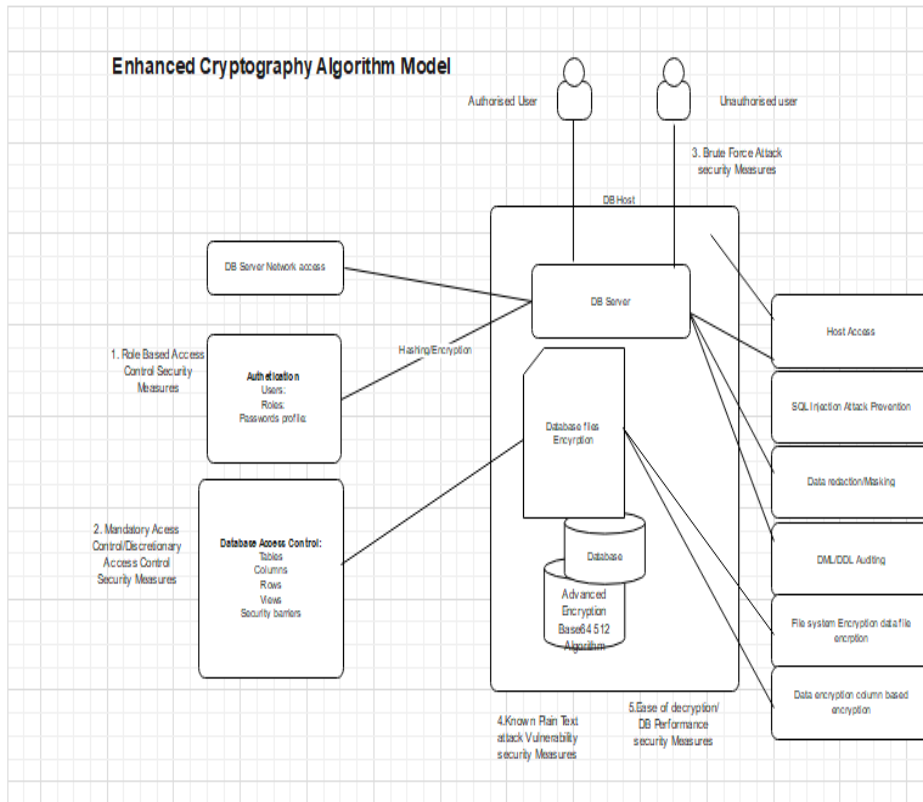 Enhanced Cryptography Algorithm Model
Authorised User
Unauthorised user
3. Brute Force Attack
security Measures
DB Host
DB Server Network access
DB Server
Host Access
Hashing/Encryption
1. Role Based Access
Control Security
Measures
Authetication
Users:
Roles:
Passwords profile.
SQL Injection Attack Prevention
Database files
Encyrption
Data redaction/Masking
2. Mandatory Acess
Control/Discretionary
Access Control
Security Measures
Database Access Control:
Tables
Columns
Rows
Views
Security barriers
Database
DML/DDL Auditing
Advanced
Encryption
Base64 512
Algorithm
File system Encryption data file
encrption
Data encryption column based
encryption
4.Known Plain Text
attack Vulnerability
security Measures
5.Ease of decryption/
DB Performance
security Measures